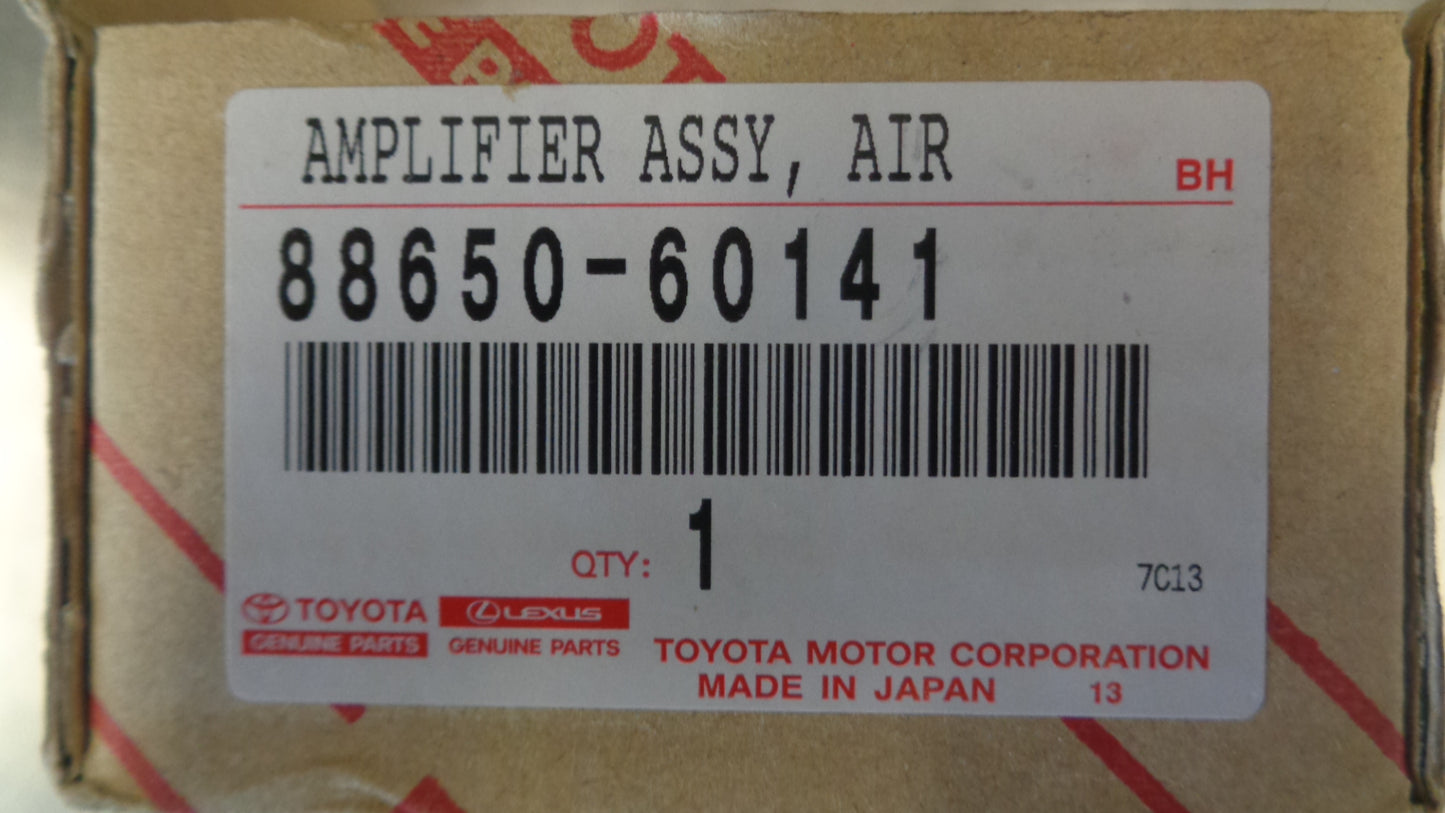 AMPLIFIER ASSY, AIR
BH
88650-60141
QTY: 1
7C13
TOYOTA LEXUS
GENUINE PARTS GENUINE PARTS
TOYOTA MOTOR CORPORATION
MADE IN JAPAN 13